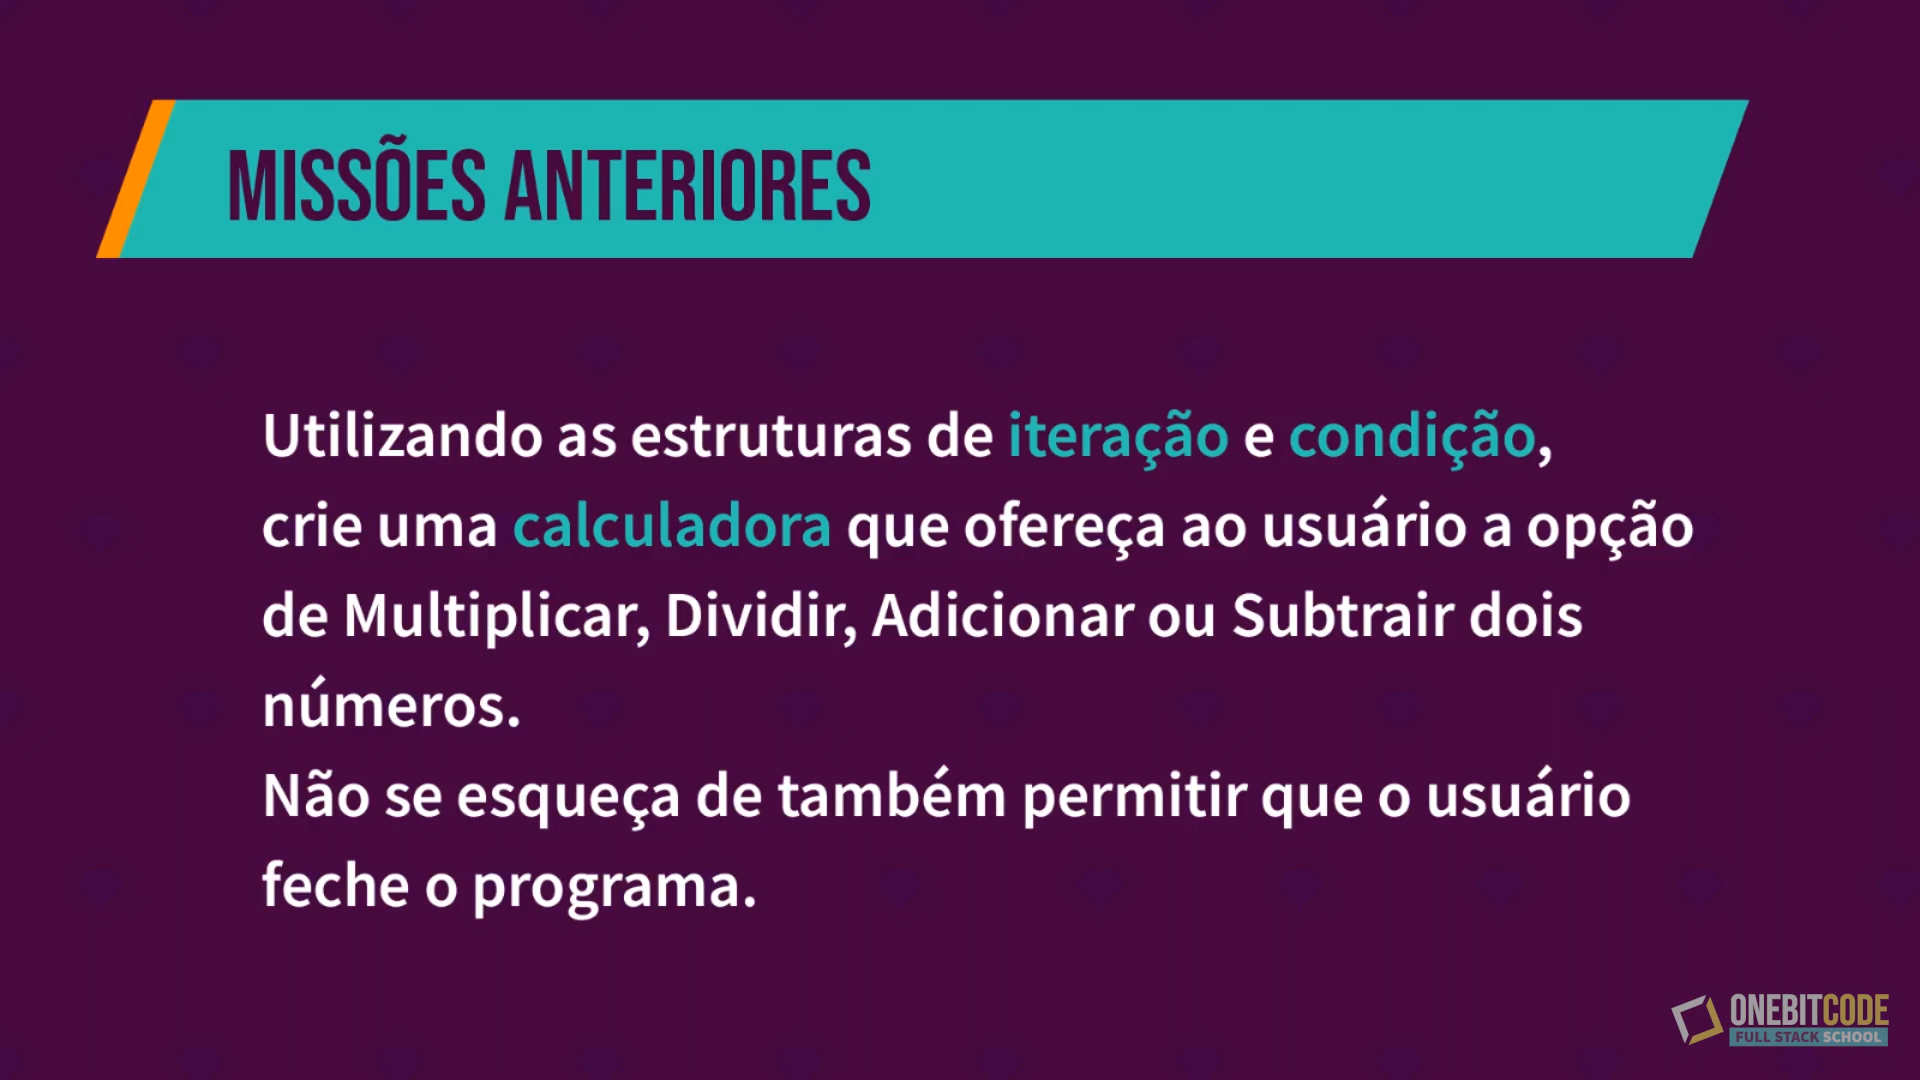 MISSÕES ANTERIORES
Utilizando as estruturas de iteração e condição,
crie uma calculadora que ofereça ao usuário a opção
de Multiplicar, Dividir, Adicionar ou Subtrair dois
números.
Não se esqueça de também permitir que o usuário
feche o programa.
ONEBITCODE
FULL STACK SCHOOL